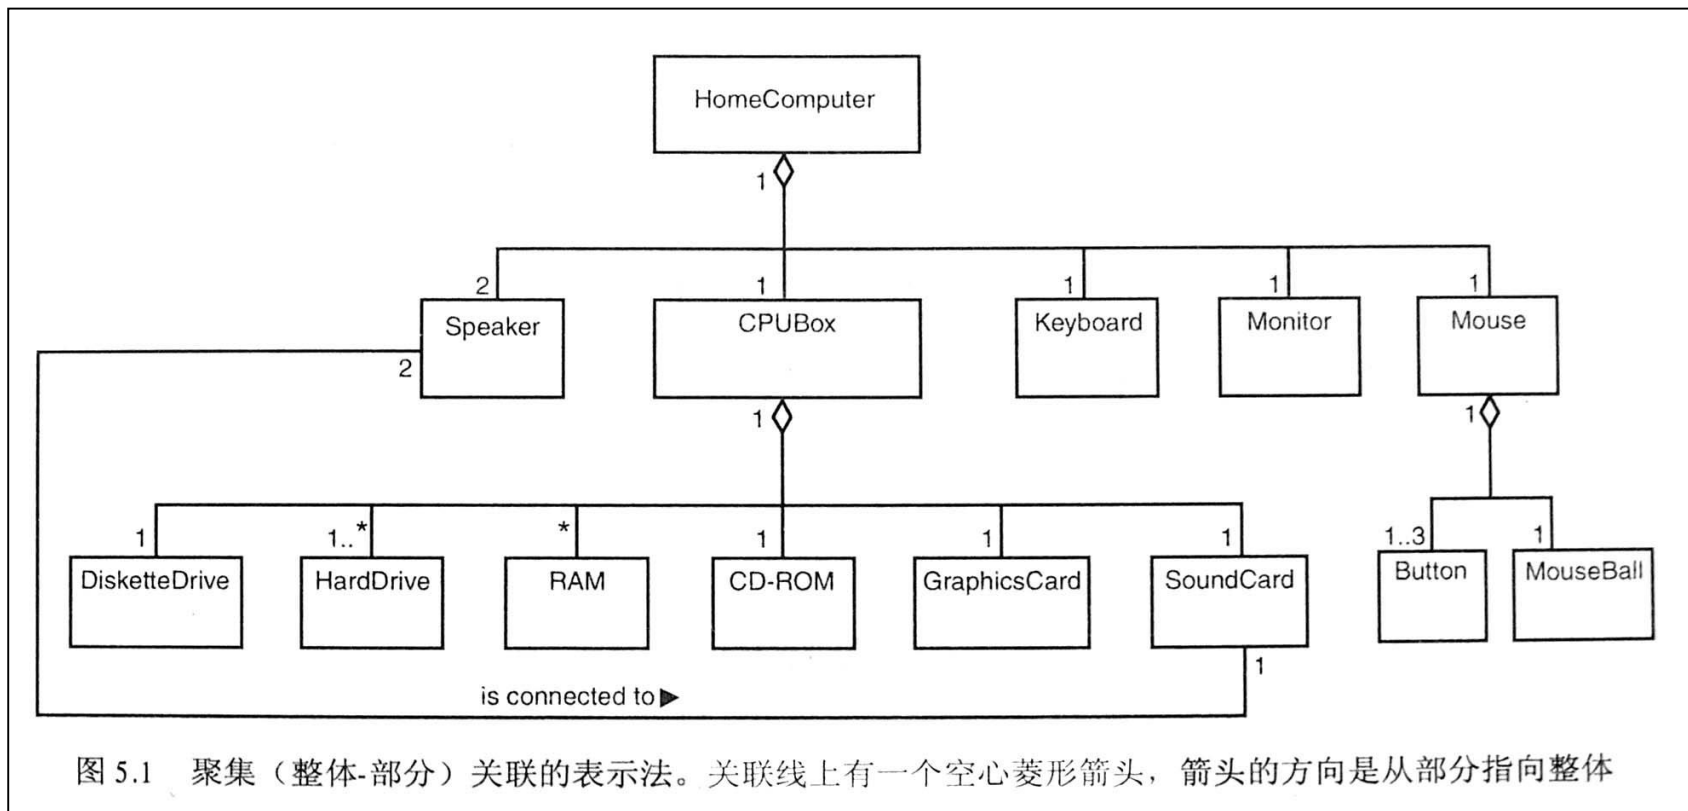 HomeComputer
1
2
1
1
1
1
Speaker
CPUBox
Keyboard
Monitor
Mouse
2
1
1
1
1..*
*
1
1
1
1..3
1
DisketteDrive
HardDrive
RAM
CD-ROM
GraphicsCard
SoundCard
Button
MouseBall
1
is connected to ▶
图 5.1 聚集（整体-部分）关联的表示法。关联线上有一个空心菱形箭头，箭头的方向是从部分指向整体